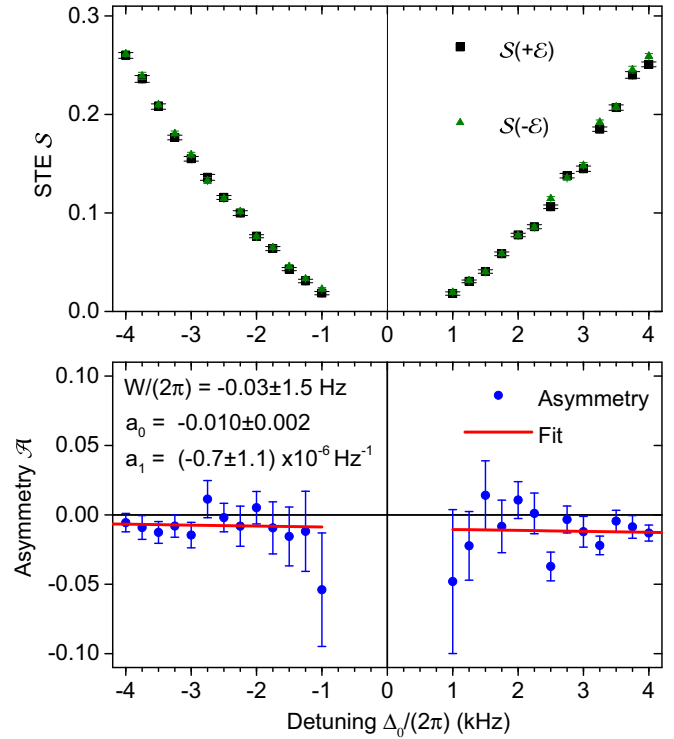 0.3
0.2
0.1
0.0
STE 𝒮
𝒮(+ℰ)
𝒮(-ℰ)
-4 -3 -2 -1 0 1 2 3 4
0.10
0.05
0.00
-0.05
-0.10
Asymmetry 𝒜
W/(2π) = -0.03±1.5 Hz
a₀ = -0.010±0.002
a₁ = (-0.7±1.1) x10⁻⁶ Hz⁻¹
Asymmetry
Fit
-4 -3 -2 -1 0 1 2 3 4
Detuning Δ₀/(2π) (kHz)